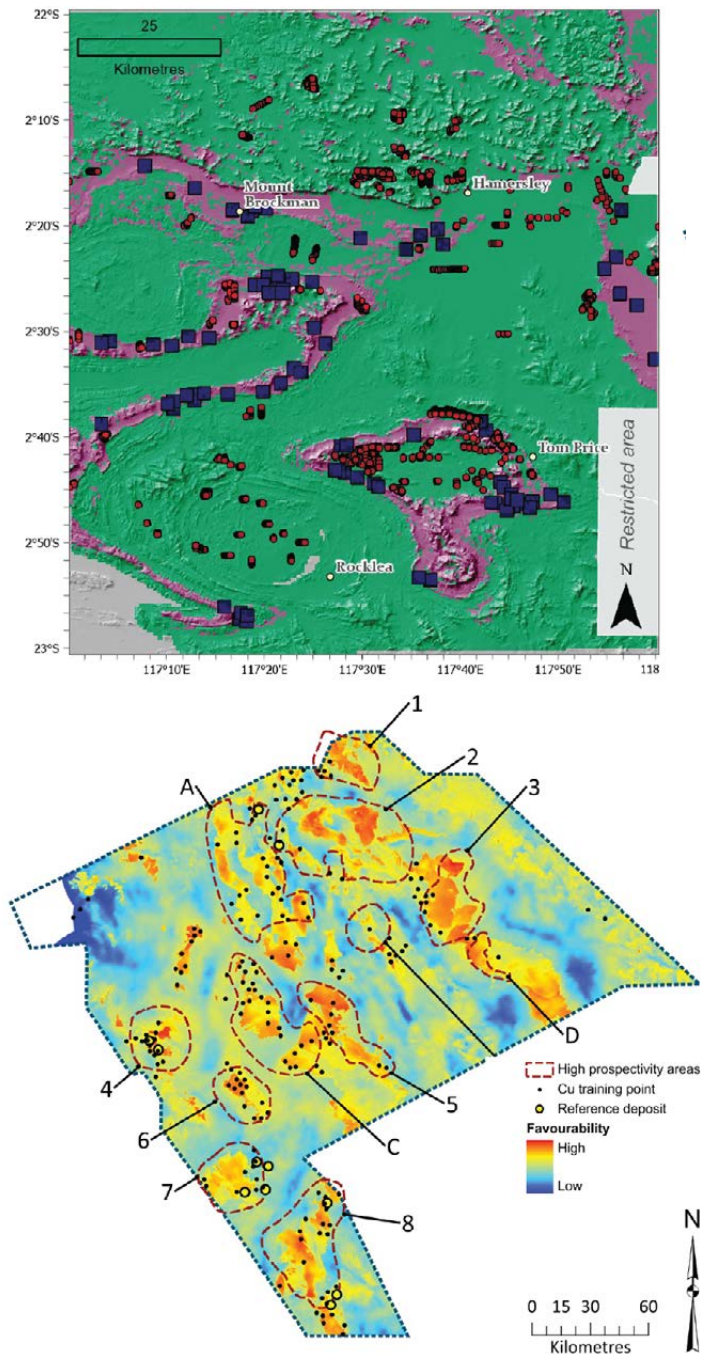 22°S
25
Kilometres
2°10'S
Mount
Brockman
Hamersley
2°20'S
2°30'S
2°40'S
Tom Price
Restricted area
2°50'S
Rocklea
N
23°S
117°10'E
117°20'E
117°30'E
117°40'E
117°50'E
118
1
2
A
3
D
4
5
6
C
7
8
High prospectivity areas
Cu training point
Reference deposit
Favourability
High
Low
N
0 15 30 60
Kilometres